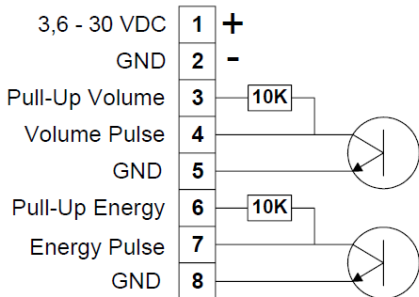 3,6 - 30 VDC 1 +
GND 2 -
Pull-Up Volume 3 10K
Volume Pulse 4
GND 5
Pull-Up Energy 6 10K
Energy Pulse 7
GND 8